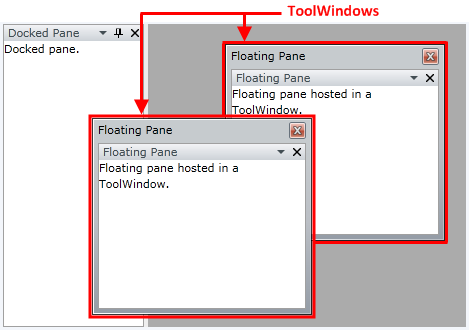 ToolWindows
Docked Pane
Docked pane.
Floating Pane
Floating Pane
Floating pane hosted in a
ToolWindow.
Floating Pane
Floating Pane
Floating pane hosted in a
ToolWindow.